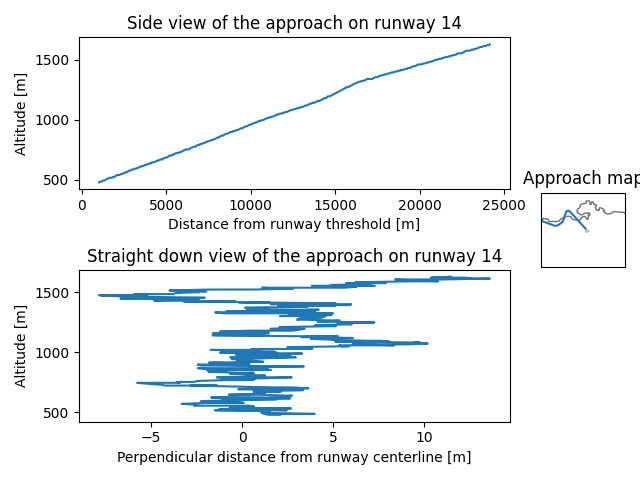 Side view of the approach on runway 14
1500
1000
500
Altitude [m]
0 5000 10000 15000 20000 25000
Distance from runway threshold [m]
Approach map
Straight down view of the approach on runway 14
1500
1000
500
Altitude [m]
−5 0 5 10
Perpendicular distance from runway centerline [m]